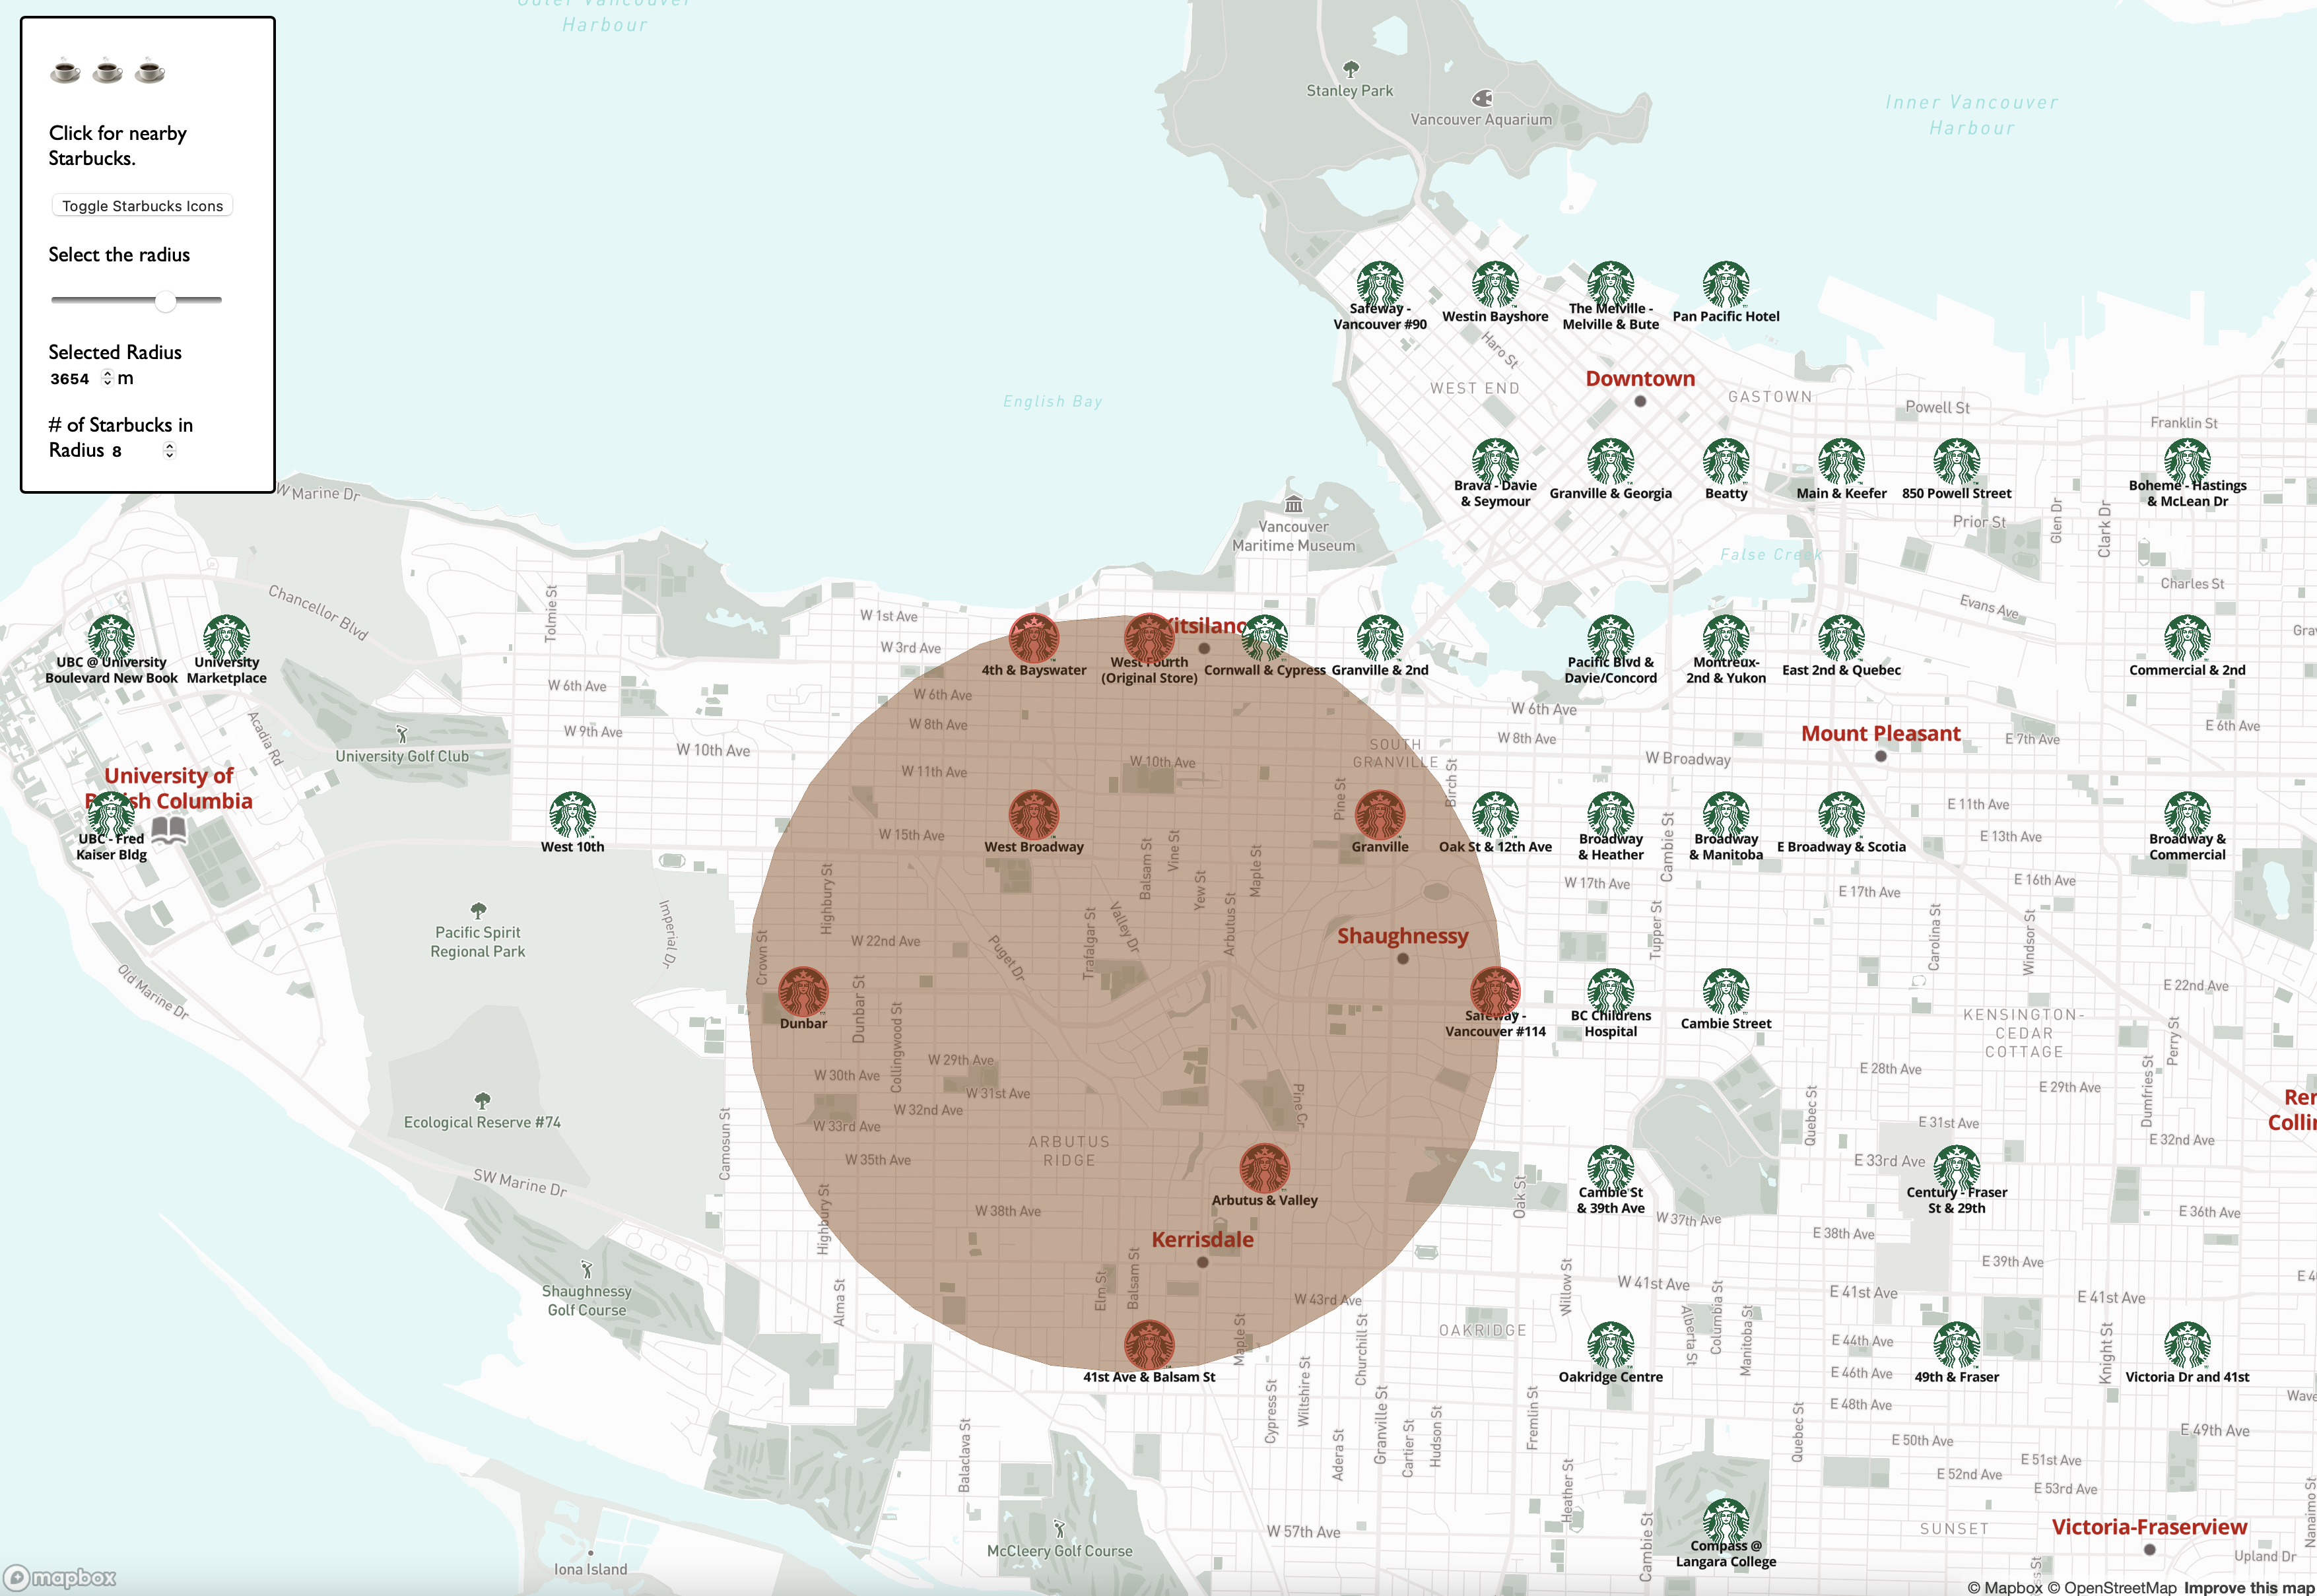 Outer Vancouver
Harbour
Click for nearby
Starbucks.
Toggle Starbucks Icons
Select the radius
Selected Radius
3654 m
# of Starbucks in
Radius 8
Stanley Park
Vancouver Aquarium
Inner Vancouver
Harbour
Safeway -
Vancouver #90
Westin Bayshore
The Melville -
Melville & Bute
Pan Pacific Hotel
Haro St
Downtown
WEST END
GASTOWN
English Bay
Powell St
Franklin St
Brava - Davie
& Seymour
Granville & Georgia
Beatty
Main & Keefer
850 Powell Street
Boheme - Hastings
& McLean Dr
W Marine Dr
Vancouver
Maritime Museum
Prior St
Glen Dr
Clark Dr
False Creek
Charles St
Chancellor Blvd
Tolmie St
W 1st Ave
W 3rd Ave
Kitsilano
Evans Ave
UBC @ University
Boulevard New Book
University
Marketplace
4th & Bayswater
West Fourth
(Original Store)
Cornwall & Cypress
Granville & 2nd
Pacific Blvd &
Davie/Concord
Montreux-
2nd & Yukon
East 2nd & Quebec
Commercial & 2nd
W 6th Ave
W 6th Ave
W 6th Ave
E 6th Ave
W 8th Ave
W 8th Ave
E 7th Ave
W 9th Ave
W 10th Ave
W 10th Ave
Acadia Rd
University Golf Club
SOUTH
GRANVILLE
W Broadway
Mount Pleasant
University of
British Columbia
W 11th Ave
Pine St
Birch St
E 11th Ave
UBC - Fred
Kaiser Bldg
West 10th
West Broadway
Granville
Oak St & 12th Ave
Broadway
& Heather
Broadway
& Manitoba
E Broadway & Scotia
Broadway &
Commercial
W 15th Ave
E 13th Ave
Cambie St
Balsam St
Vine St
Yew St
Maple St
Arbutus St
Highbury St
W 17th Ave
E 17th Ave
E 16th Ave
Pacific Spirit
Regional Park
Imperial Dr
Crown St
W 22nd Ave
Puget Dr
Trafalgar St
Valley Dr
Shaughnessy
Tupper St
Carolina St
Windsor St
Old Marine Dr
Dunbar
Dunbar St
Collingwood St
Safeway -
Vancouver #114
BC Childrens
Hospital
Cambie Street
E 22nd Ave
KENSINGTON-
CEDAR
COTTAGE
Perry St
W 29th Ave
W 30th Ave
W 31st Ave
W 32nd Ave
W 33rd Ave
W 35th Ave
Pine Cr
E 28th Ave
E 29th Ave
Dumfries St
Quebec St
E 31st Ave
E 32nd Ave
E 33rd Ave
Ecological Reserve #74
Camosun St
ARBUTUS
RIDGE
SW Marine Dr
Highbury St
W 38th Ave
Arbutus & Valley
Oak St
Cambie St
& 39th Ave
Century - Fraser
St & 29th
W 37th Ave
E 36th Ave
E 38th Ave
Kerrisdale
E 39th Ave
Shaughnessy
Golf Course
Alma St
Elm St
Balsam St
W 43rd Ave
Maple St
Churchill St
Willow St
W 41st Ave
Alberta St
Columbia St
Manitoba St
E 41st Ave
E 41st Ave
OAKRIDGE
E 44th Ave
Knight St
41st Ave & Balsam St
Oakridge Centre
E 46th Ave
49th & Fraser
Victoria Dr and 41st
E 48th Ave
Balaclava St
Cypress St
Wiltshire St
Adera St
Granville St
Cartier St
Hudson St
Fremlin St
Heather St
Quebec St
E 49th Ave
E 50th Ave
E 51st Ave
E 52nd Ave
E 53rd Ave
McCleery Golf Course
W 57th Ave
Cambie St
Compass @
Langara College
SUNSET
Victoria-Fraserview
Nanaimo St
Upland Dr
Iona Island
mapbox
© Mapbox © OpenStreetMap Improve this map